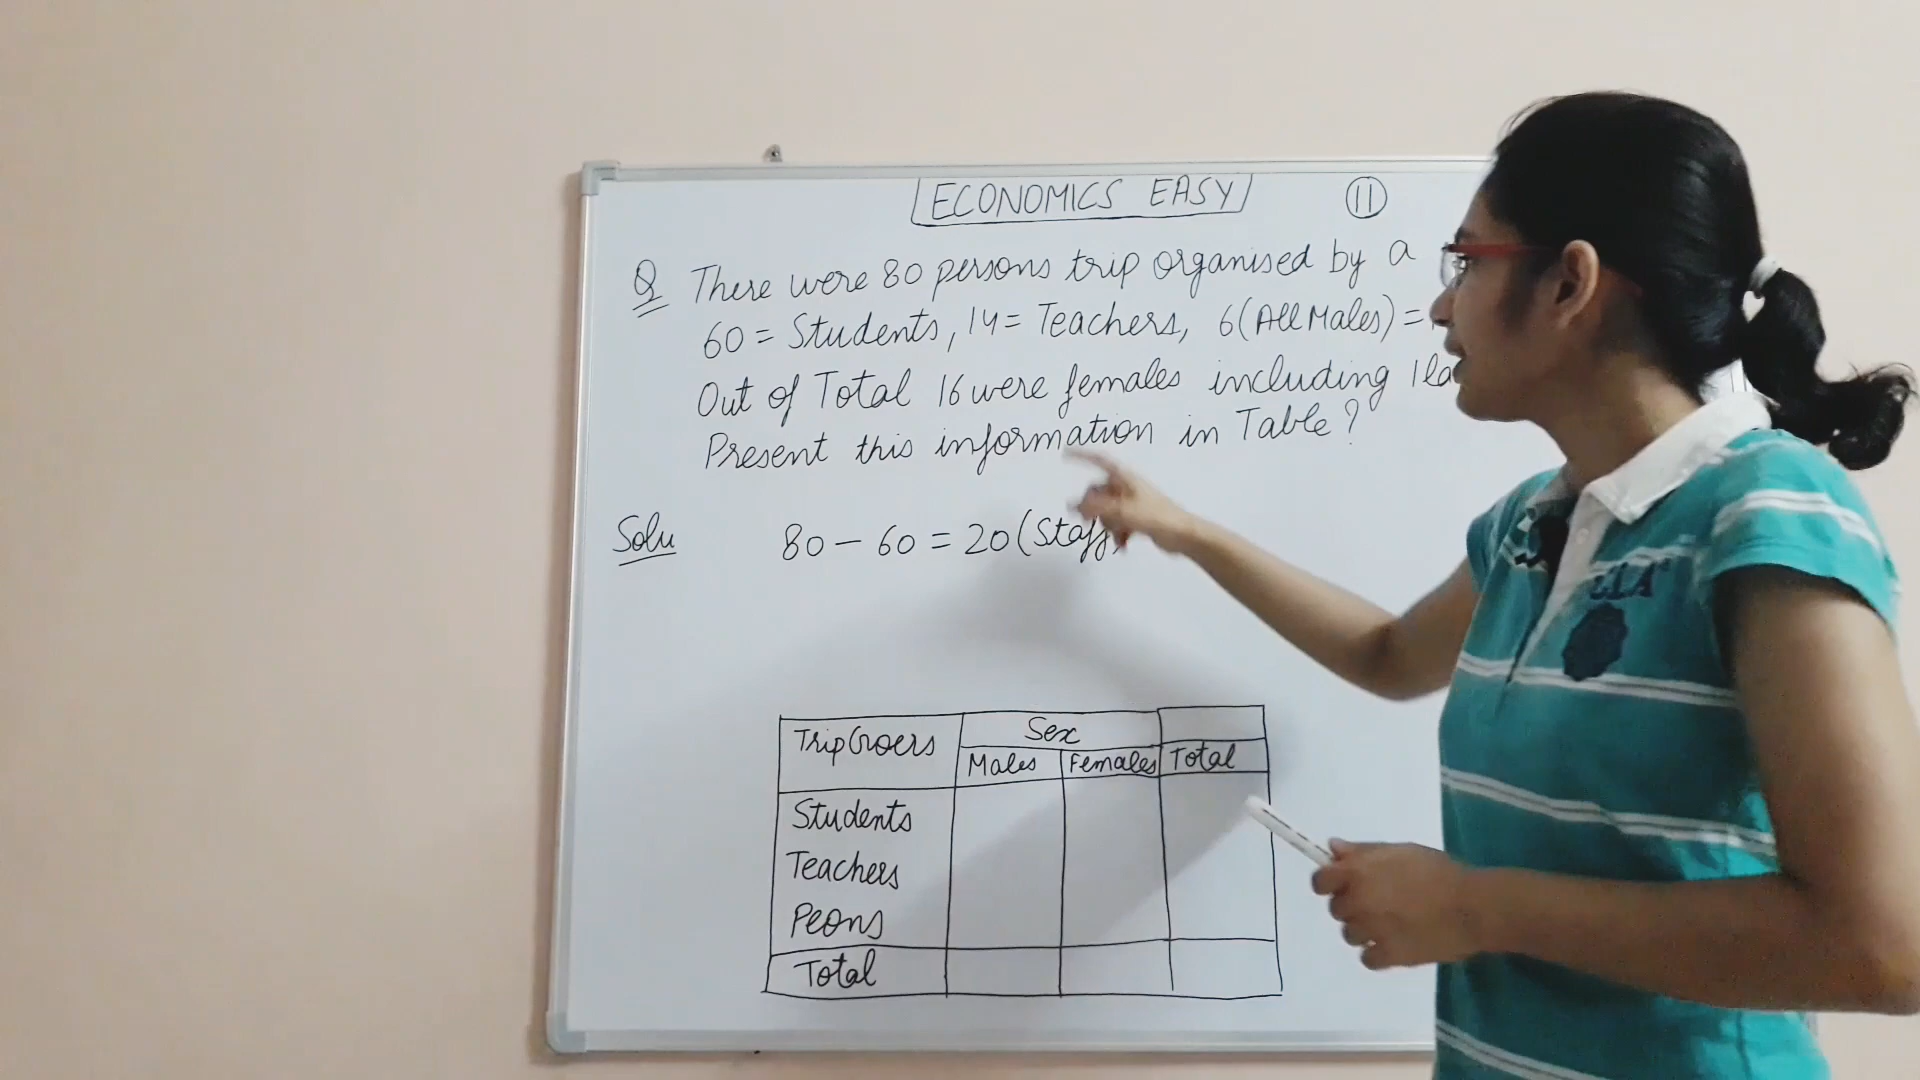 ECONOMICS EASY
11
Q There were 80 persons trip organised by a
60 = Students, 14 = Teachers, 6 (All Males) =
Out of Total 16 were females including 1
Present this information in Table?
Solu 80 - 60 = 20 (Staff
Trip Goers Sex
Males Females Total
Students
Teachers
Peons
Total